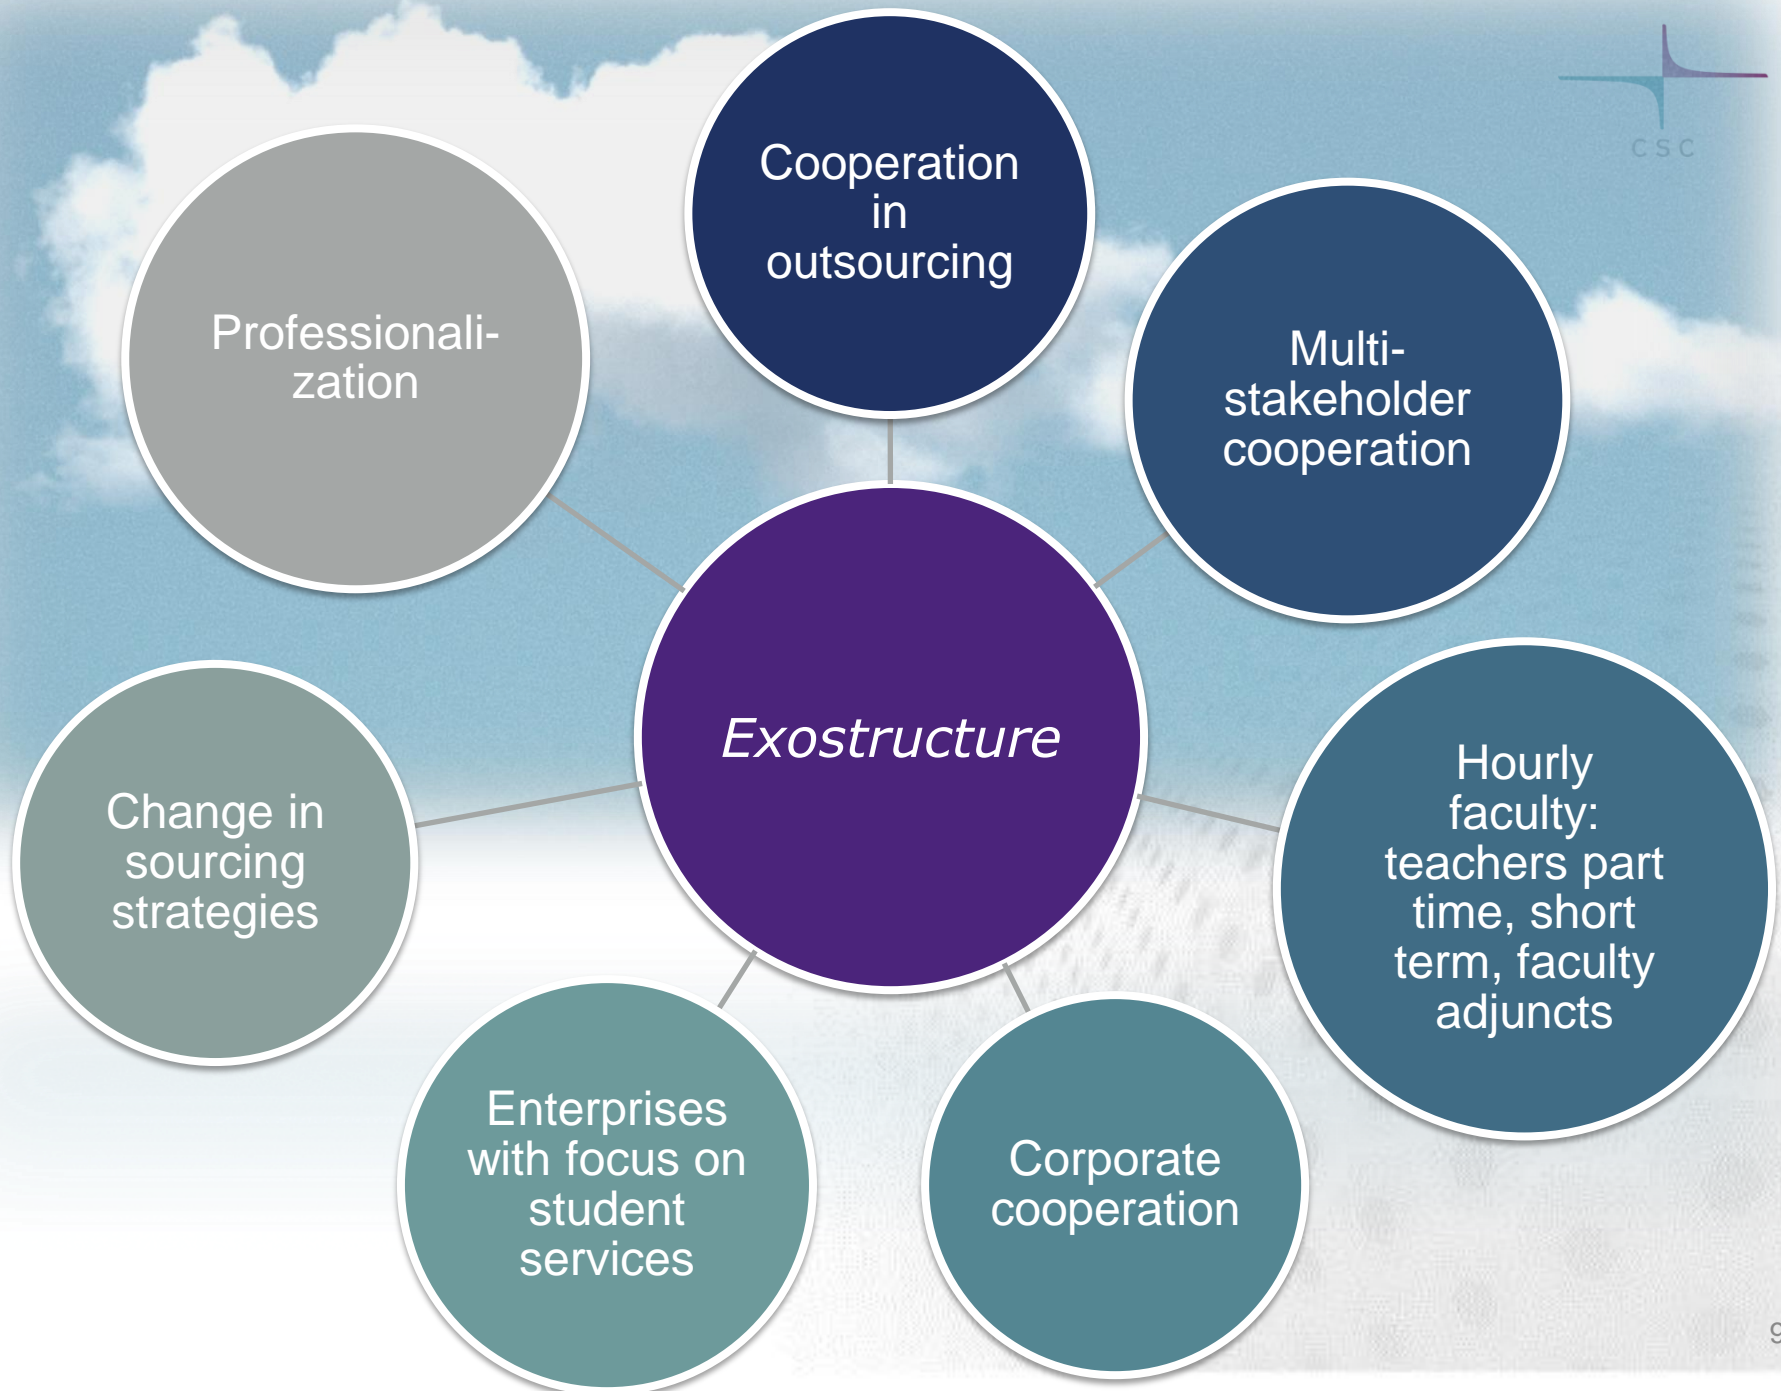 CSC
Cooperation
in
outsourcing
Multi-
stakeholder
cooperation
Hourly
faculty:
teachers part
time, short
term, faculty
adjuncts
Corporate
cooperation
Enterprises
with focus on
student
services
Change in
sourcing
strategies
Professionali-
zation
Exostructure
9